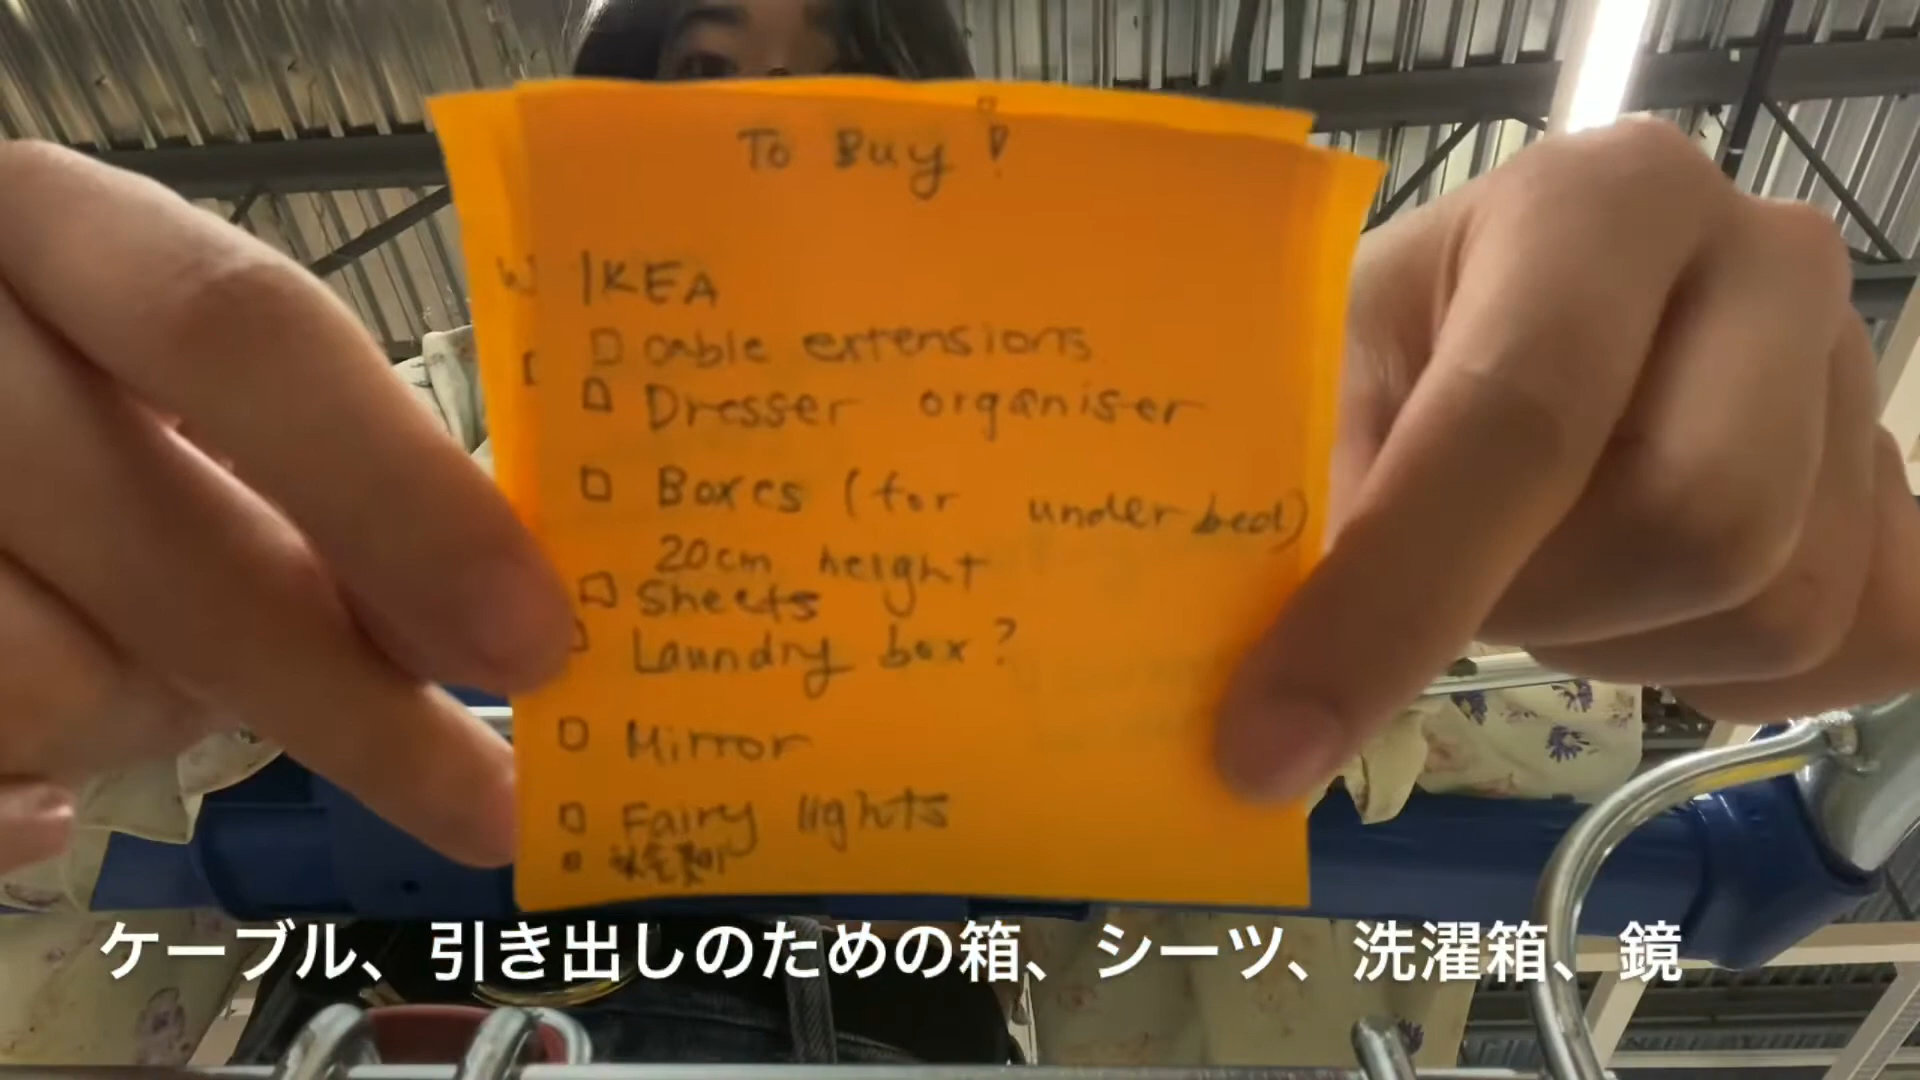 To Buy!
IKEA
cable extensions
Dresser organiser
Boxes (for under bed)
20cm height
Sheets
Laundry box?
Mirror
Fairy lights
ケーブル、引き出しのための箱、シーツ、洗濯箱、鏡